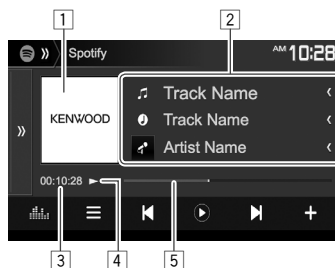 1 2
Spotify AM 10:28
KENWOOD
Track Name
Track Name
Artist Name
00:10:28
3 4 5